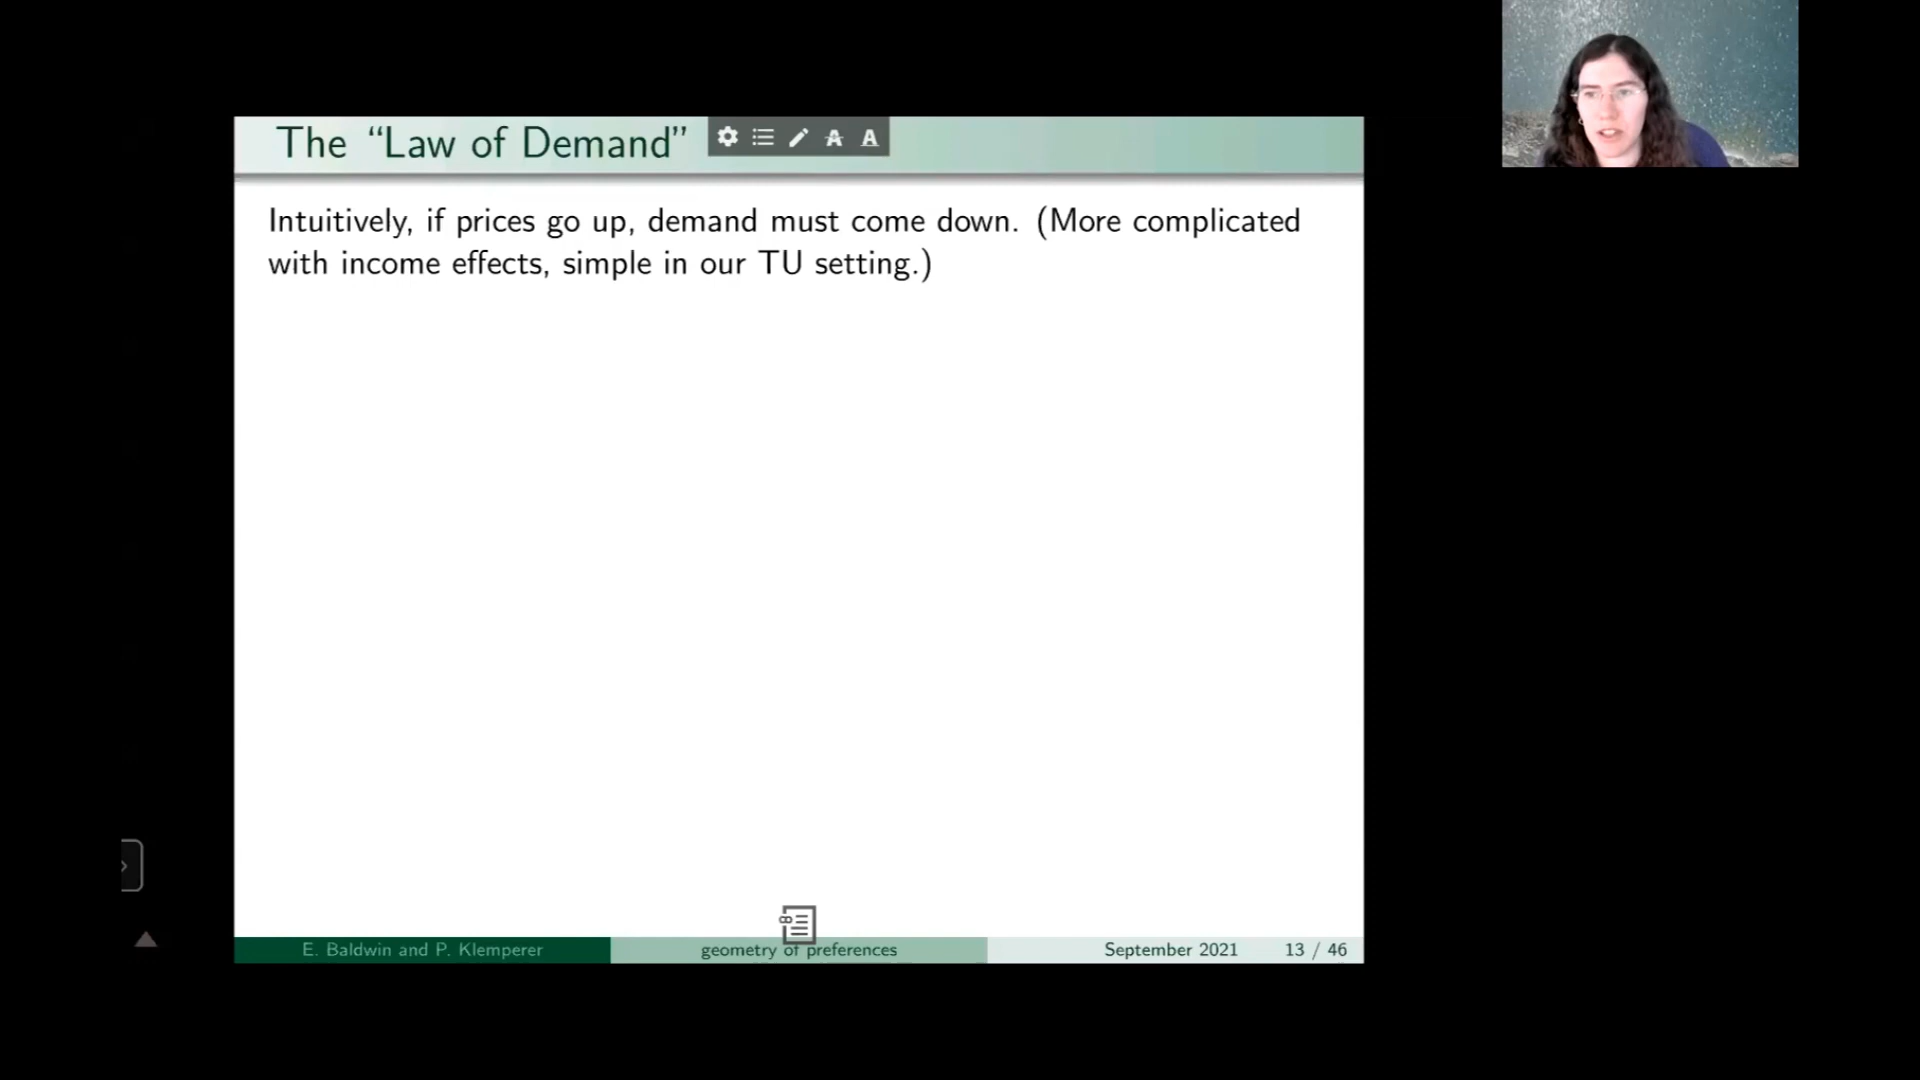 The “Law of Demand”
Intuitively, if prices go up, demand must come down. (More complicated
with income effects, simple in our TU setting.)
E. Baldwin and P. Klemperer
geometry of preferences
September 2021
13 / 46